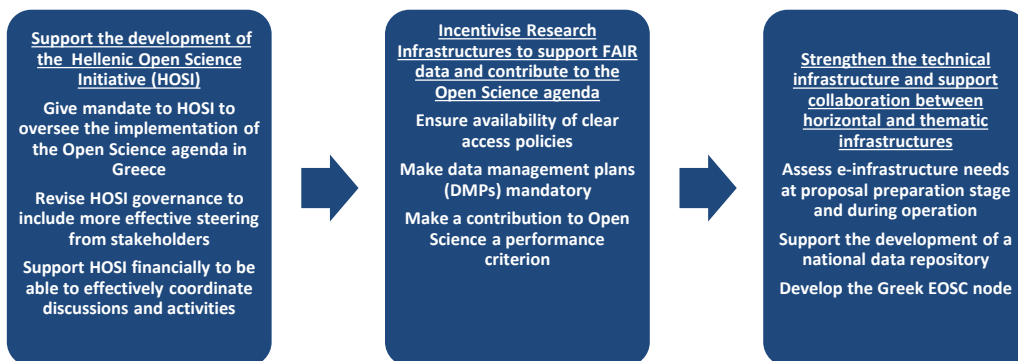 Support the development of
the Hellenic Open Science
Initiative (HOSI)
Give mandate to HOSI to
oversee the implementation of
the Open Science agenda in
Greece
Revise HOSI governance to
include more effective steering
from stakeholders
Support HOSI financially to be
able to effectively coordinate
discussions and activities
Incentivise Research
Infrastructures to support FAIR
data and contribute to the
Open Science agenda
Ensure availability of clear
access policies
Make data management plans
(DMPs) mandatory
Make a contribution to Open
Science a performance
criterion
Strengthen the technical
infrastructure and support
collaboration between
horizontal and thematic
infrastructures
Assess e-infrastructure needs
at proposal preparation stage
and during operation
Support the development of a
national data repository
Develop the Greek EOSC node